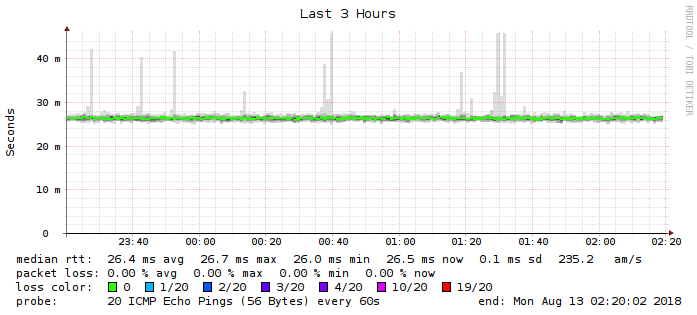 Last 3 Hours
RRDTOOL / TOBI OETIKER
Seconds
40 m
30 m
20 m
10 m
0
23:40 00:00 00:20 00:40 01:00 01:20 01:40 02:00 02:20
median rtt: 26.4 ms avg 26.7 ms max 26.0 ms min 26.5 ms now 0.1 ms sd 235.2 am/s
packet loss: 0.00 % avg 0.00 % max 0.00 % min 0.00 % now
loss color: 0 1/20 2/20 3/20 4/20 10/20 19/20
probe: 20 ICMP Echo Pings (56 Bytes) every 60s end: Mon Aug 13 02:20:02 2018